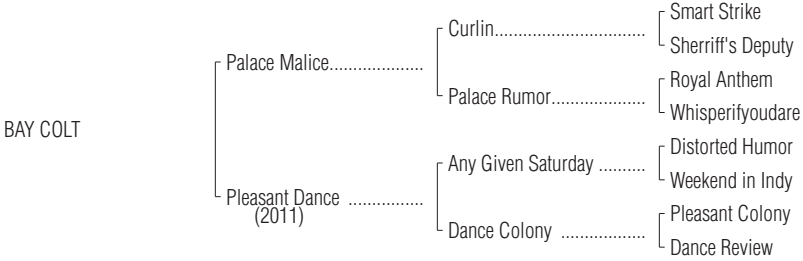 Smart Strike
Curlin..............................
Sherriff's Deputy
Palace Malice...................
Royal Anthem
Palace Rumor...................
Whisperifyoudare
BAY COLT
Distorted Humor
Any Given Saturday .........
Weekend in Indy
Pleasant Dance ...............
(2011)
Pleasant Colony
Dance Colony .................
Dance Review